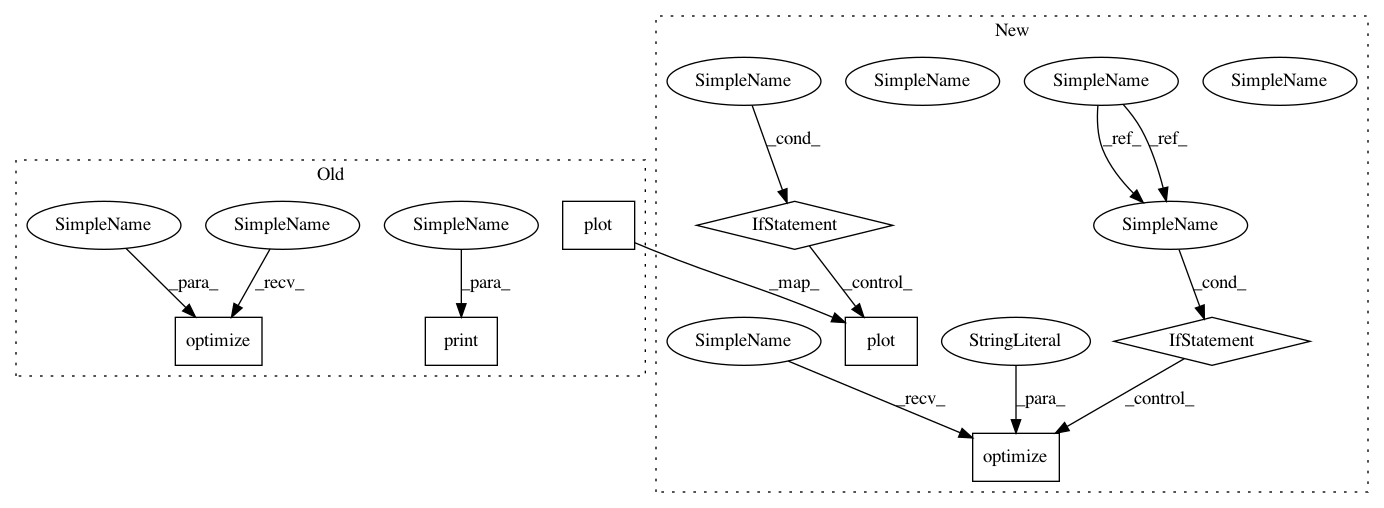 New
SimpleName SimpleName SimpleName SimpleName
_cond_ _ref_ _ref_
Old
SimpleName SimpleName SimpleName plot IfStatement SimpleName
_para_ _recv_ _para_ _map_ _control_ _cond_
optimize print SimpleName plot StringLiteral IfStatement
_recv_ _para_ _control_
optimize